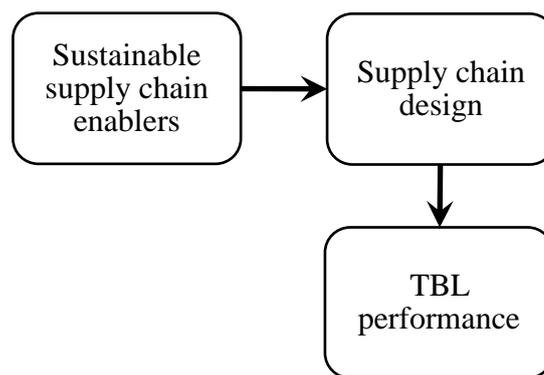 Sustainable
supply chain
enablers
Supply chain
design
TBL
performance